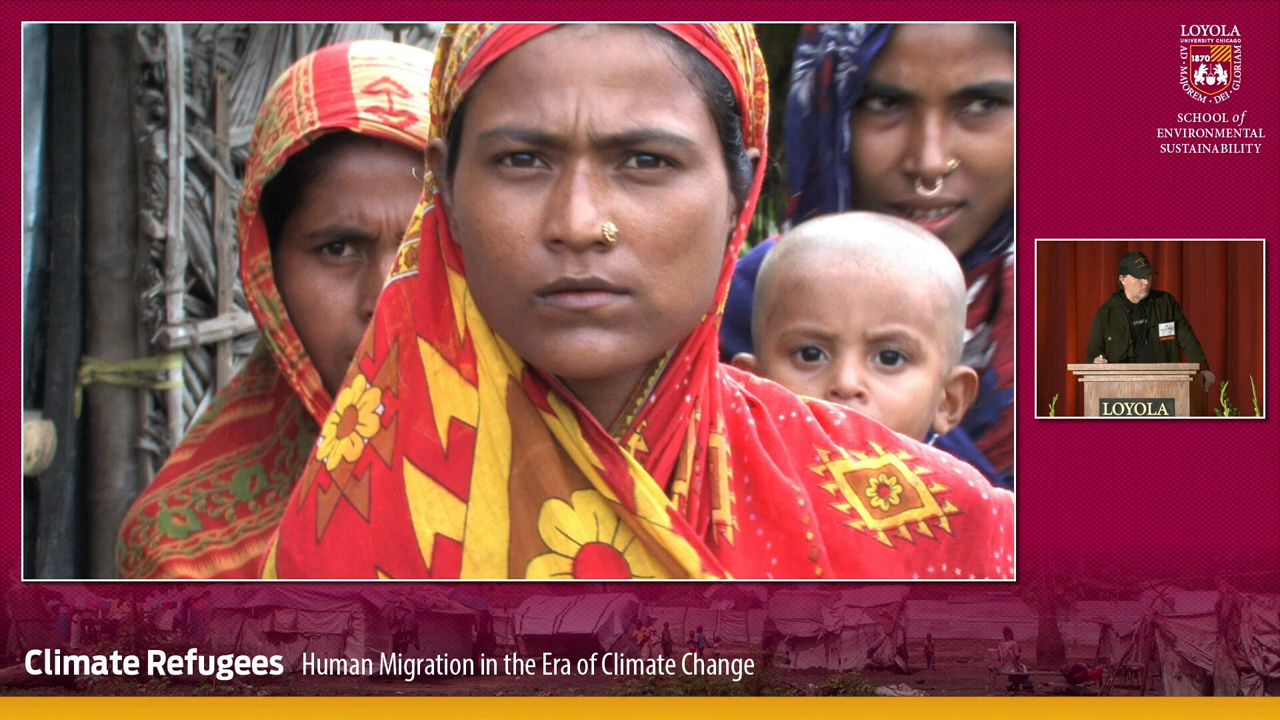 LOYOLA
UNIVERSITY CHICAGO
1870
AD • MAJOREM • DEI • GLORIAM
SCHOOL of
ENVIRONMENTAL
SUSTAINABILITY
LOYOLA
Climate Refugees Human Migration in the Era of Climate Change